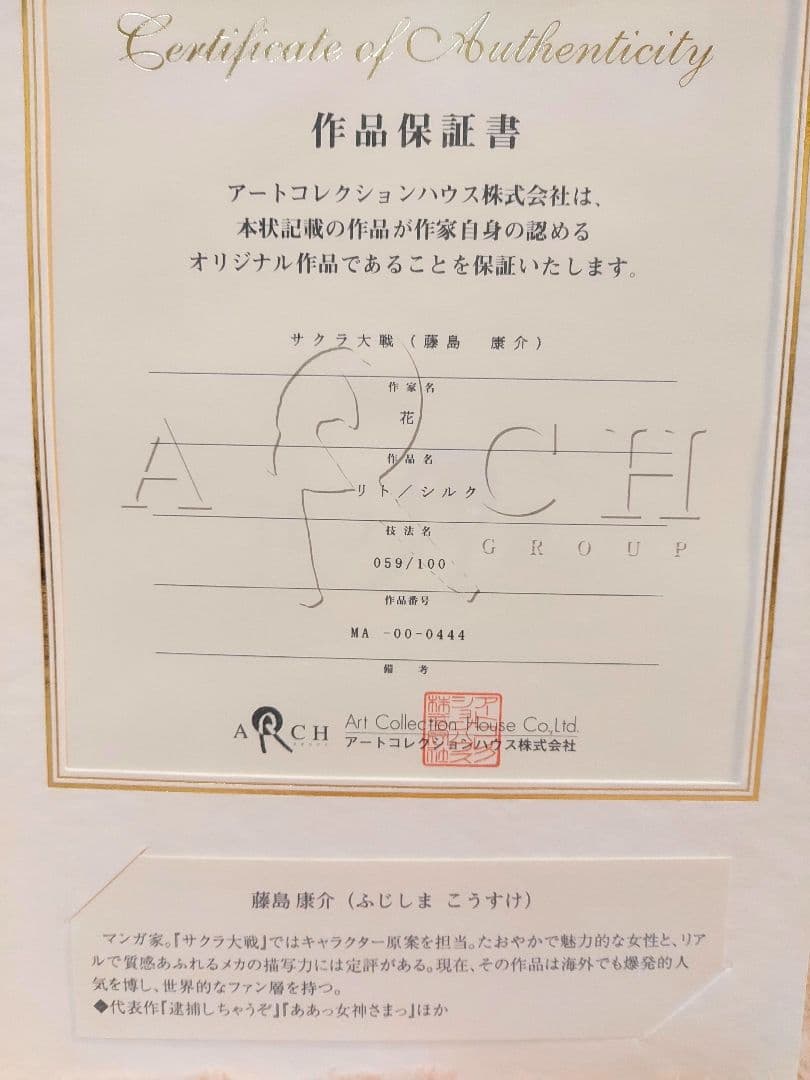 Certificate of Authenticity
作品保証書
アートコレクションハウス株式会社は、
本状記載の作品が作家自身の認める
オリジナル作品であることを保証いたします。
サクラ大戦(藤島 康介)
作家名
花
作品名
リト/シルク
技法名
059/100
作品番号
MA -00-0444
備 考
ARCH
GROUP
ARCH
Art Collection House Co.,Ltd.
アートコレクションハウス株式会社
藤島 康介(ふじしま こうすけ)
マンガ家。『サクラ大戦』ではキャラクター原案を担当。たおやかで魅力的な女性と、リア
ルで質感あふれるメカの描写力には定評がある。現在、その作品は海外でも爆発的人
気を博し、世界的なファン層を持つ。
◆代表作『逮捕しちゃうぞ』『ああっ女神さまっ』ほか